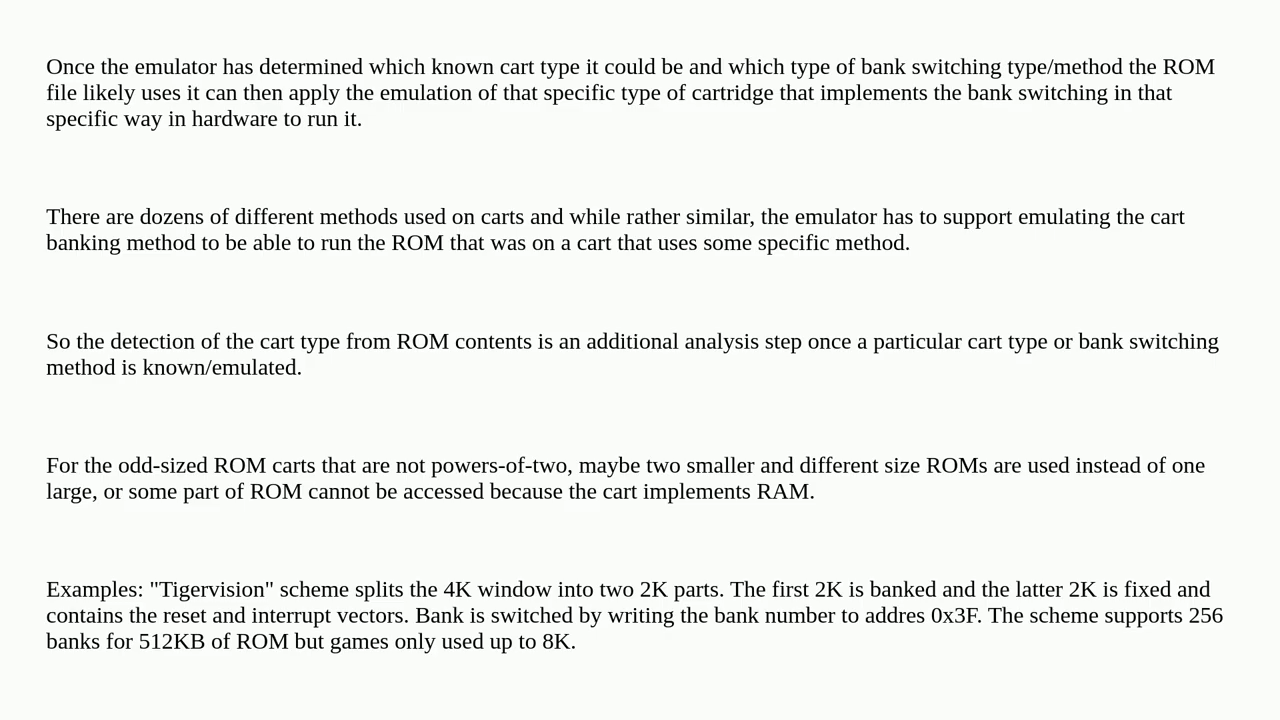 Once the emulator has determined which known cart type it could be and which type of bank switching type/method the ROM
file likely uses it can then apply the emulation of that specific type of cartridge that implements the bank switching in that
specific way in hardware to run it.
There are dozens of different methods used on carts and while rather similar, the emulator has to support emulating the cart
banking method to be able to run the ROM that was on a cart that uses some specific method.
So the detection of the cart type from ROM contents is an additional analysis step once a particular cart type or bank switching
method is known/emulated.
For the odd-sized ROM carts that are not powers-of-two, maybe two smaller and different size ROMs are used instead of one
large, or some part of ROM cannot be accessed because the cart implements RAM.
Examples: "Tigervision" scheme splits the 4K window into two 2K parts. The first 2K is banked and the latter 2K is fixed and
contains the reset and interrupt vectors. Bank is switched by writing the bank number to addres 0x3F. The scheme supports 256
banks for 512KB of ROM but games only used up to 8K.